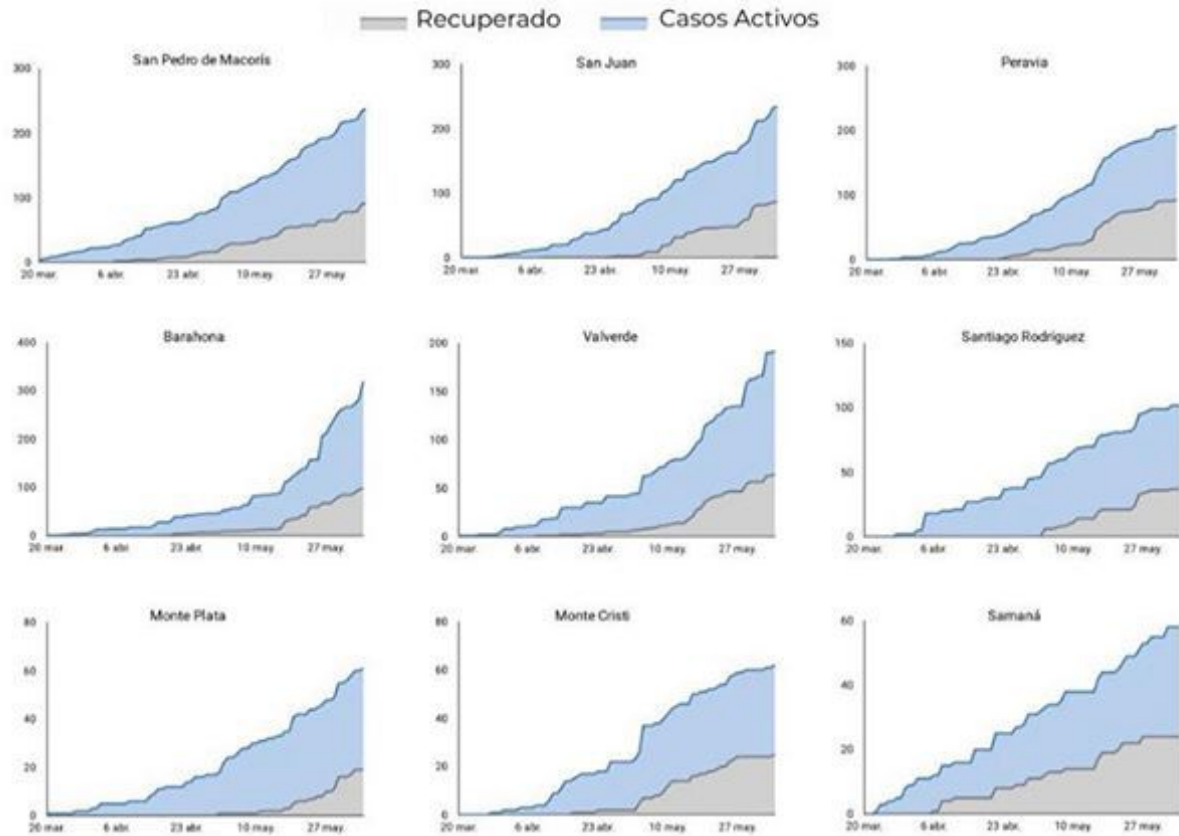 Recuperado Casos Activos
San Pedro de Macorís
300
200
100
0
20 mar. 6 abr. 23 abr. 10 may. 27 may.
San Juan
300
200
100
0
20 mar. 6 abr. 23 abr. 10 may. 27 may.
Peravia
300
200
100
0
20 mar. 6 abr. 23 abr. 10 may. 27 may.
Barahona
400
300
200
100
0
20 mar. 6 abr. 23 abr. 10 may. 27 may.
Valverde
200
150
100
50
0
20 mar. 6 abr. 23 abr. 10 may. 27 may.
Santiago Rodríguez
150
100
50
0
20 mar. 6 abr. 23 abr. 10 may. 27 may.
Monte Plata
80
60
40
20
0
20 mar. 6 abr. 23 abr. 10 may. 27 may.
Monte Cristi
80
60
40
20
0
20 mar. 6 abr. 23 abr. 10 may. 27 may.
Samaná
60
40
20
0
20 mar. 6 abr. 23 abr. 10 may. 27 may.